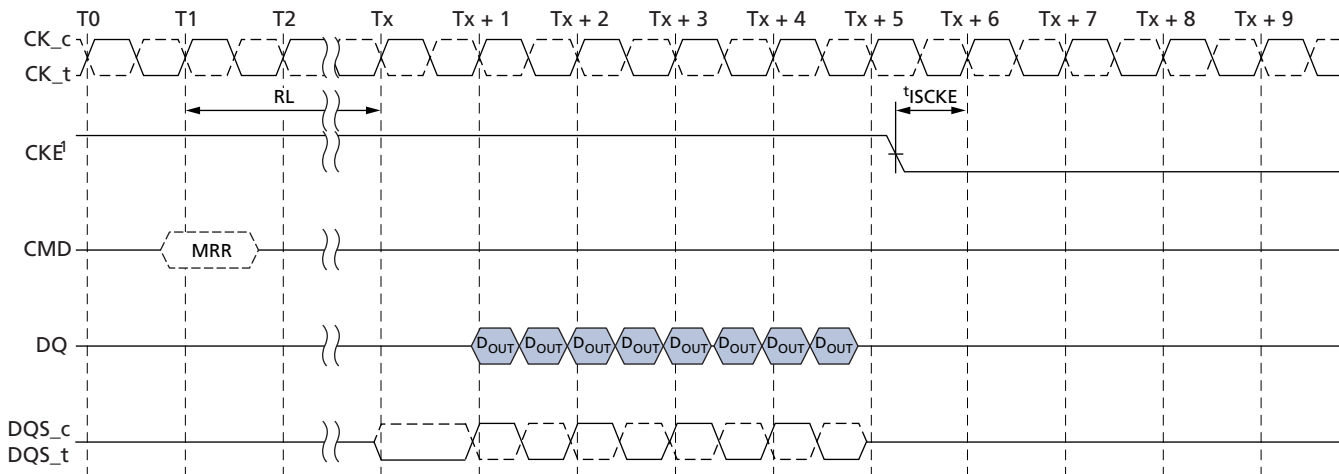 T0 T1 T2 Tx Tx + 1 Tx + 2 Tx + 3 Tx + 4 Tx + 5 Tx + 6 Tx + 7 Tx + 8 Tx + 9
CK_c
CK_t
RL tISCKE
CKE1
CMD MRR
DQ DOUT DOUT DOUT DOUT DOUT DOUT DOUT DOUT
DQS_c
DQS_t